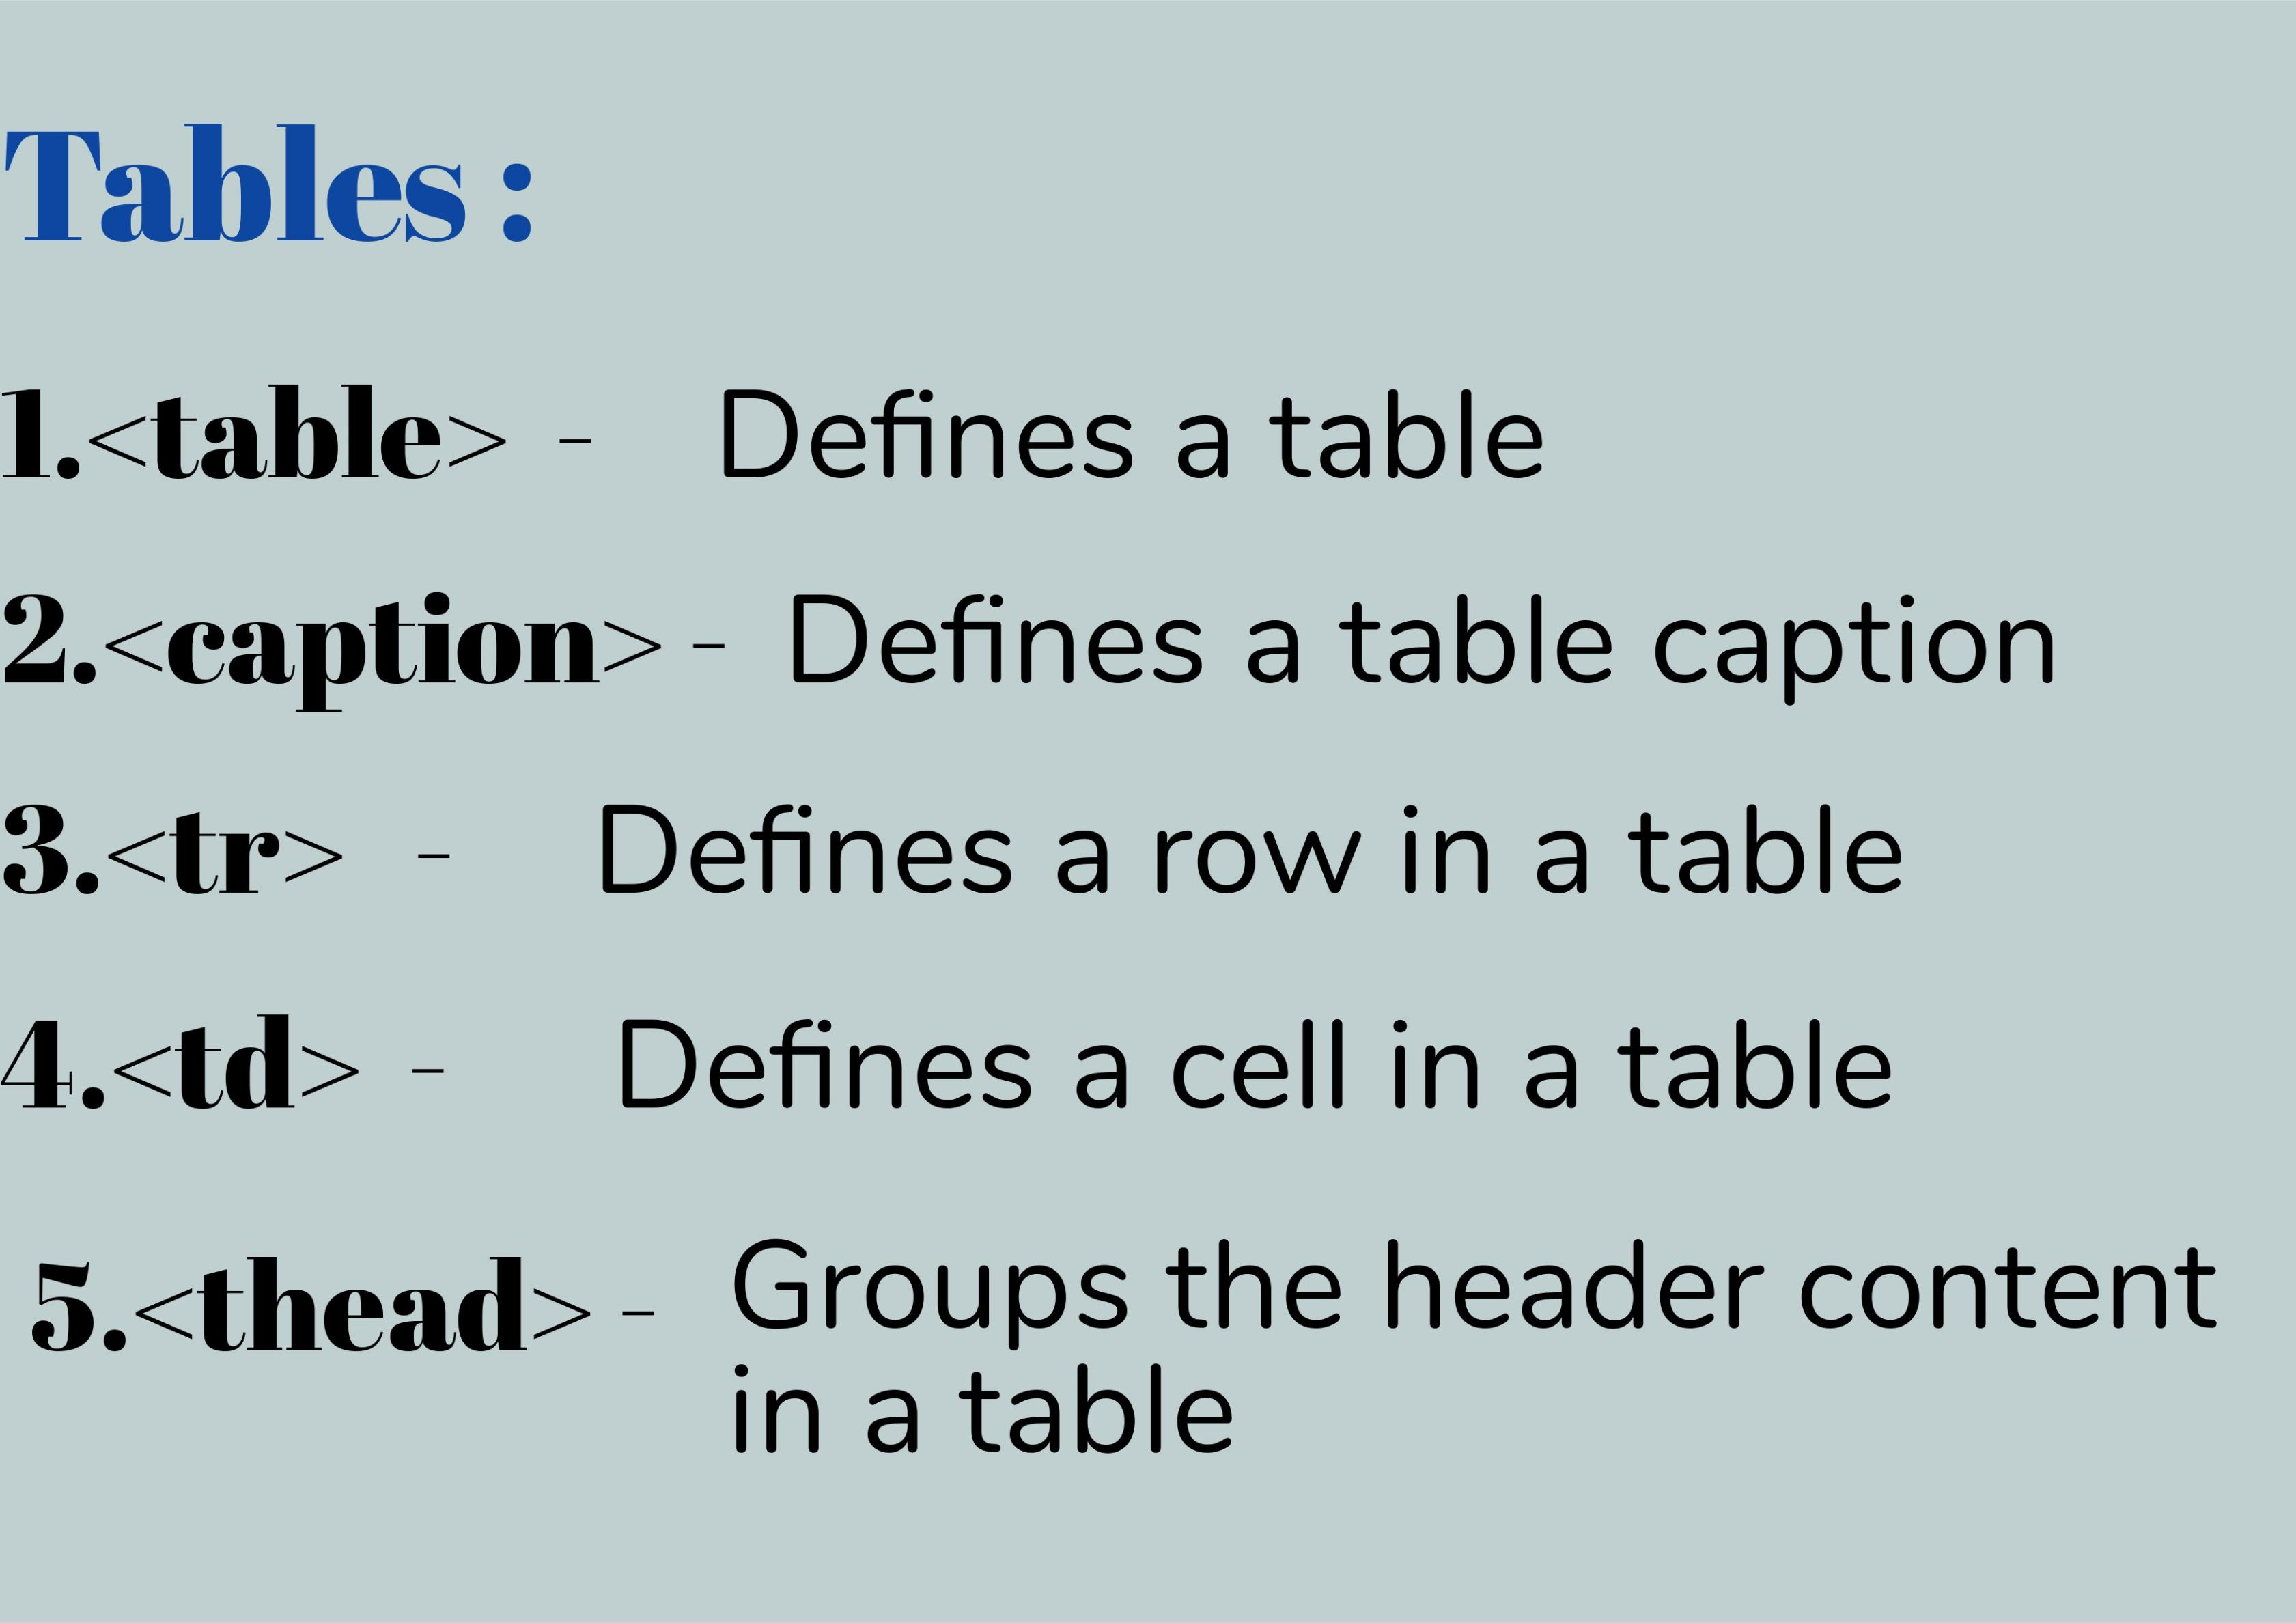 Tables:
1.<table> - Defines a table
2.<caption> - Defines a table caption
3.<tr> - Defines a row in a table
4.<td> - Defines a cell in a table
5.<thead> - Groups the header content
in a table